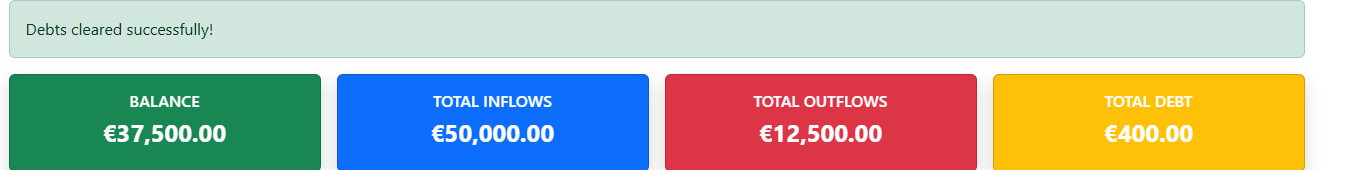 Debts cleared successfully!
BALANCE
€37,500.00
TOTAL INFLOWS
€50,000.00
TOTAL OUTFLOWS
€12,500.00
TOTAL DEBT
€400.00